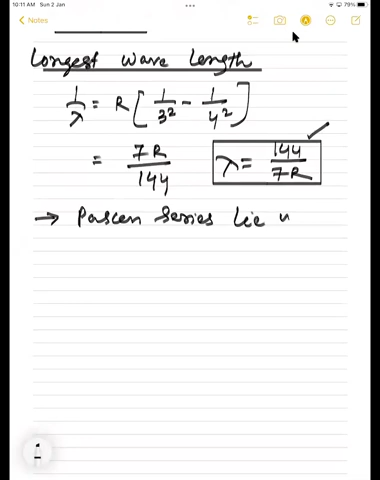 10:11 AM Sun 2 Jan 79%
Notes
Longest wave length
1/λ = R [ 1/3² - 1/4² ]
= 7R/144 λ = 144/7R
→ Pascen Series lie